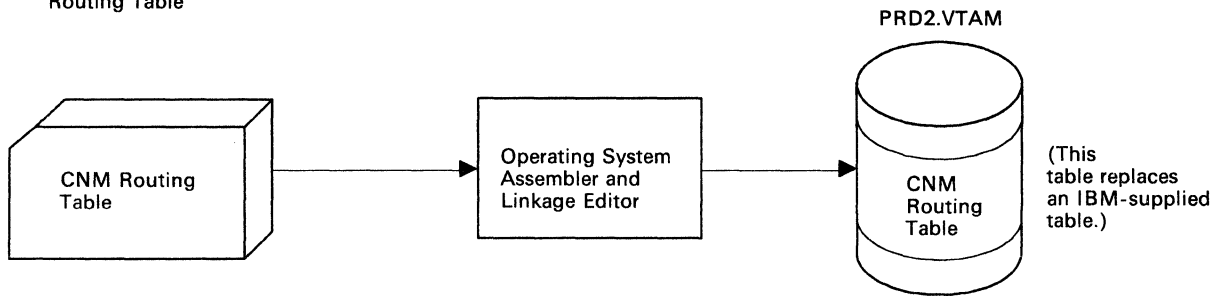 Routing Table
PRD2.VTAM
CNM Routing
Table
Operating System
Assembler and
Linkage Editor
CNM
Routing
Table
(This
table replaces
an IBM-supplied
table.)